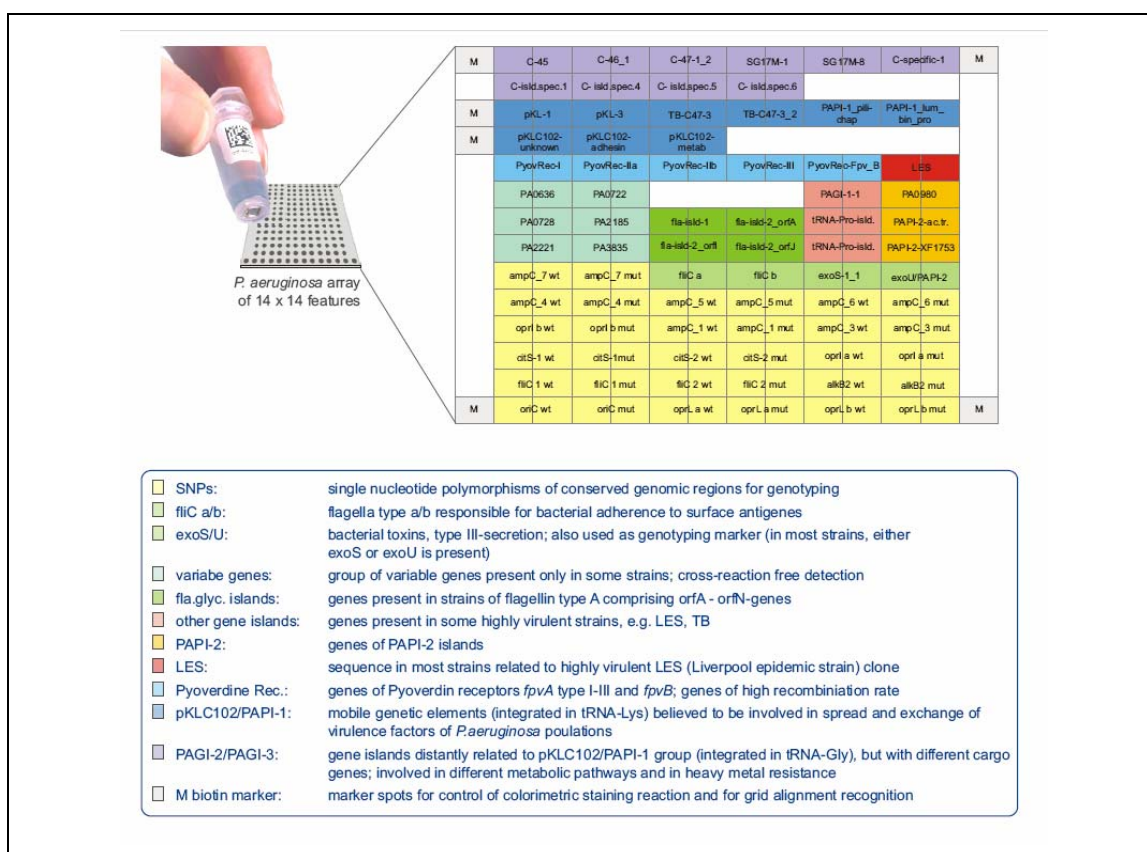 M C-45 C-46_1 C-47-1_2 SG17M-1 SG17M-8 C-specific-1 M
C-isld.spec.1 C- isld.spec.4 C- isld.spec.5 C- isld.spec.6
M pKL-1 pKL-3 TB-C47-3 TB-C47-3_2 PAPI-1_pili-chap PAPI-1_lum_bin_pro
M pKLC102-unknown pKLC102-adhesin pKLC102-metab
PyovRec-I PyovRec-IIa PyovRec-IIb PyovRec-III PyovRec-Fpv_B LES
PA0636 PA0722 PAGI-1-1 PA0980
PA0728 PA2185 fla-isld-1 fla-isld-2_orfA tRNA-Pro-isld. PAPI-2-ac.tr.
PA2221 PA3835 fla-isld-2_orfI fla-isld-2_orfJ tRNA-Pro-isld. PAPI-2-XF1753
ampC_7 wt ampC_7 mut fliC a fliC b exoS-1_1 exoU/PAPI-2
ampC_4 wt ampC_4 mut ampC_5 wt ampC_5 mut ampC_6 wt ampC_6 mut
oprI b wt oprI b mut ampC_1 wt ampC_1 mut ampC_3 wt ampC_3 mut
citS-1 wt citS-1mut citS-2 wt citS-2 mut oprI a wt oprI a mut
fliC 1 wt fliC 1 mut fliC 2 wt fliC 2 mut alkB2 wt alkB2 mut
M oriC wt oriC mut oprL a wt oprL a mut oprL b wt oprL b mut M
P. aeruginosa array
of 14 x 14 features
SNPs: single nucleotide polymorphisms of conserved genomic regions for genotyping
fliC a/b: flagella type a/b responsible for bacterial adherence to surface antigenes
exoS/U: bacterial toxins, type III-secretion; also used as genotyping marker (in most strains, either
exoS or exoU is present)
variabe genes: group of variable genes present only in some strains; cross-reaction free detection
fla.glyc. islands: genes present in strains of flagellin type A comprising orfA - orfN-genes
other gene islands: genes present in some highly virulent strains, e.g. LES, TB
PAPI-2: genes of PAPI-2 islands
LES: sequence in most strains related to highly virulent LES (Liverpool epidemic strain) clone
Pyoverdine Rec.: genes of Pyoverdin receptors fpvA type I-III and fpvB; genes of high recombiniation rate
pKLC102/PAPI-1: mobile genetic elements (integrated in tRNA-Lys) believed to be involved in spread and exchange of
virulence factors of P.aeruginosa poulations
PAGI-2/PAGI-3: gene islands distantly related to pKLC102/PAPI-1 group (integrated in tRNA-Gly), but with different cargo
genes; involved in different metabolic pathways and in heavy metal resistance
M biotin marker: marker spots for control of colorimetric staining reaction and for grid alignment recognition